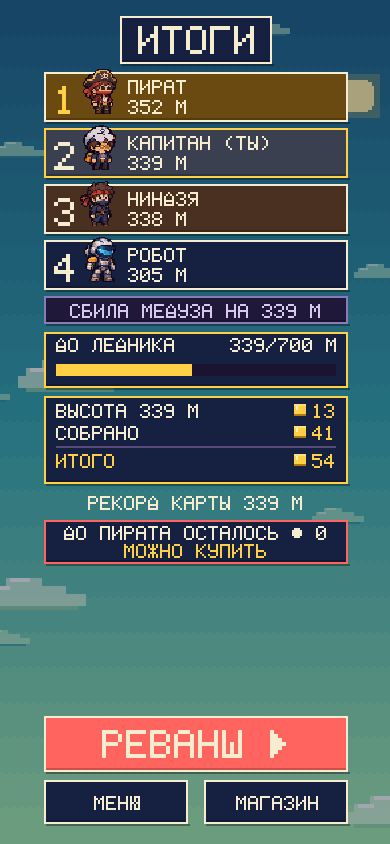 ИТОГИ
1 ПИРАТ
352 М
2 КАПИТАН (ТЫ)
339 М
3 НИНДЗЯ
338 М
4 РОБОТ
305 М
СБИЛА МЕДУЗА НА 339 М
ДО ЛЕДНИКА 339/700 М
ВЫСОТА 339 М 13
СОБРАНО 41
ИТОГО 54
РЕКОРД КАРТЫ 339 М
ДО ПИРАТА ОСТАЛОСЬ ● 0
МОЖНО КУПИТЬ
РЕВАНШ
МЕНЮ
МАГАЗИН